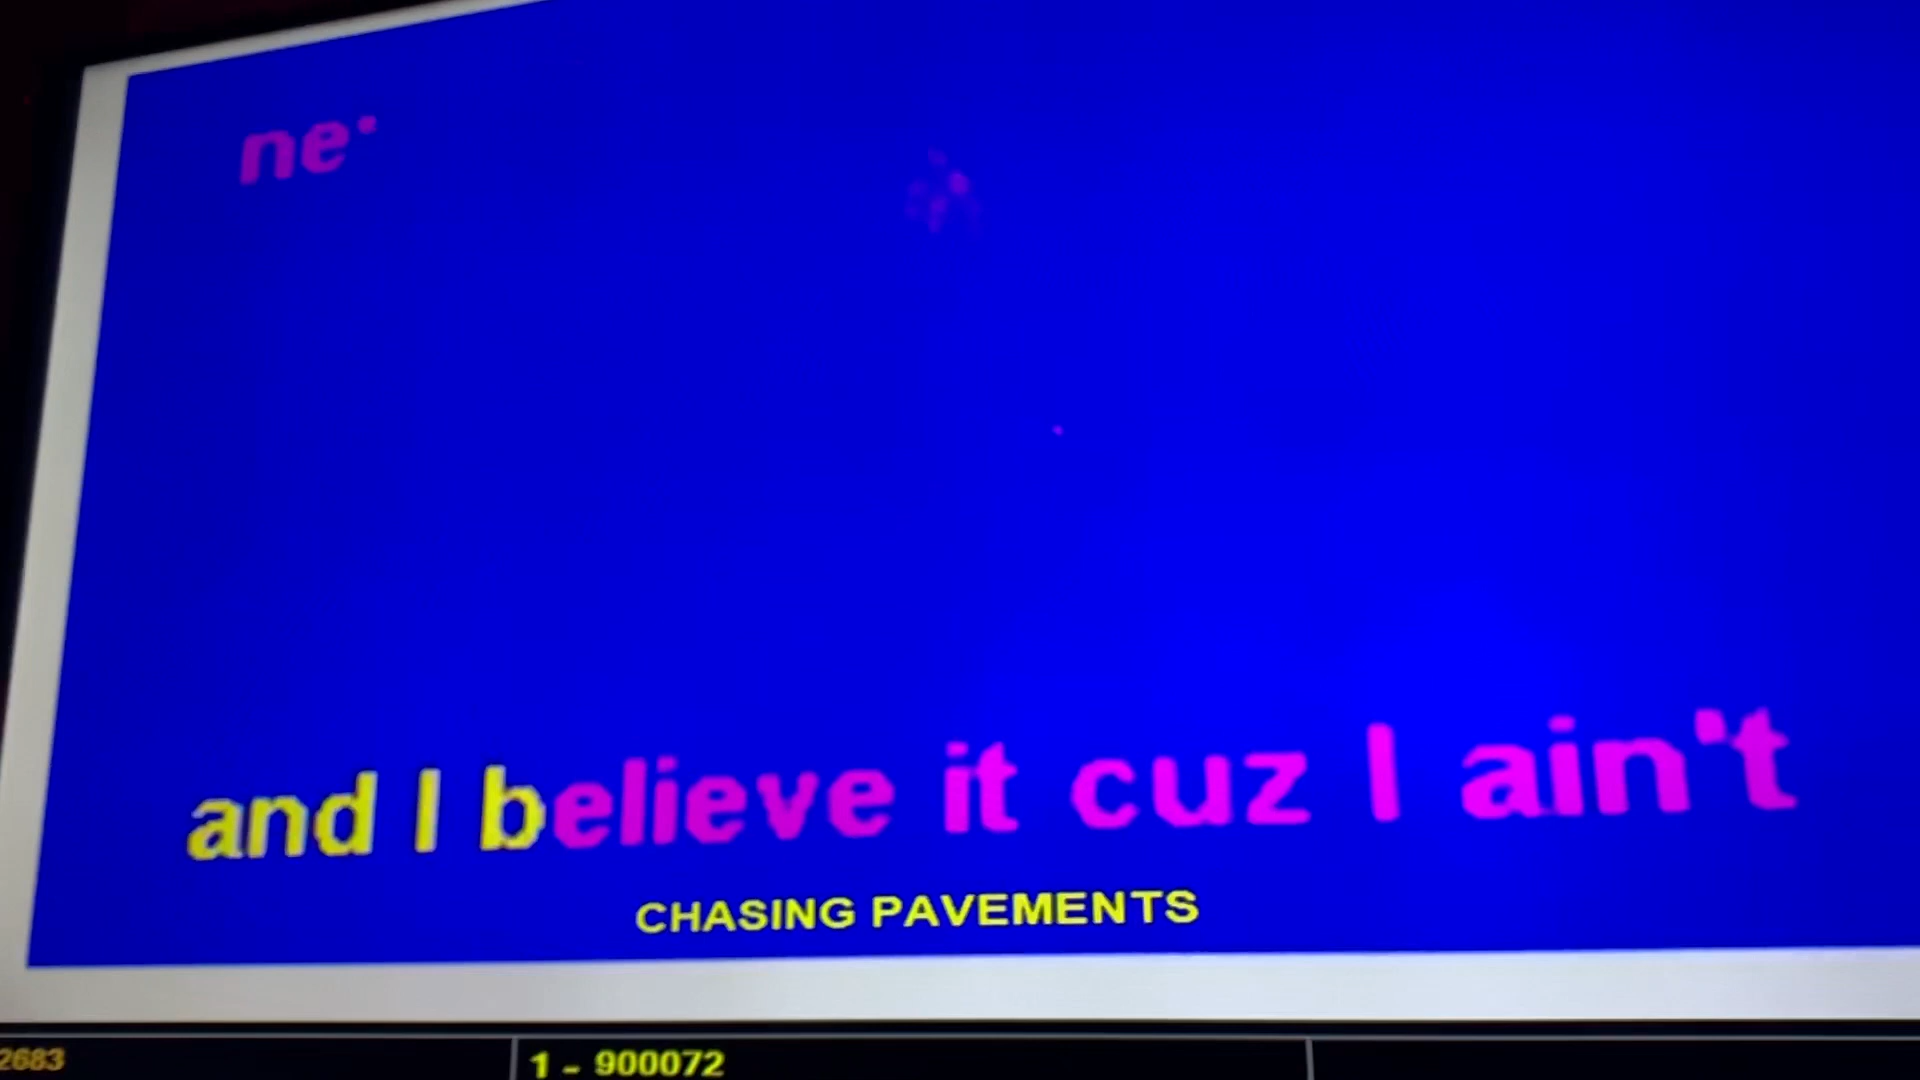 ne
and I believe it cuz I ain't
CHASING PAVEMENTS
2683
1 - 900072